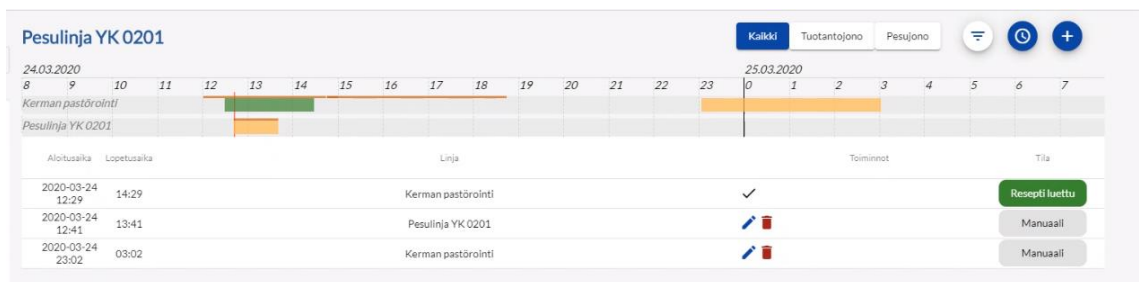 Pesulinja YK 0201
Kaikki Tuotantojono Pesujono
24.03.2020 25.03.2020
8 9 10 11 12 13 14 15 16 17 18 19 20 21 22 23 0 1 2 3 4 5 6 7
Kerman pastörointi
Pesulinja YK 0201
Aloitusaika Lopetusaika Linja Toiminnot Tila
2020-03-24
12:29 14:29 Kerman pastörointi Resepti luettu
2020-03-24
12:41 13:41 Pesulinja YK 0201 Manuaali
2020-03-24
23:02 03:02 Kerman pastörointi Manuaali